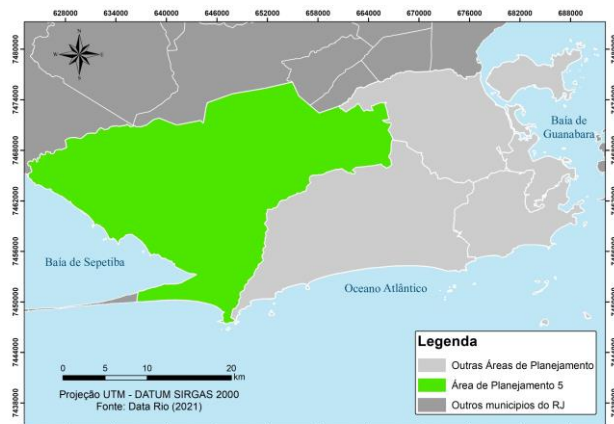 628000 634000 640000 646000 652000 658000 664000 670000 676000 682000 688000
7480000
7474000
7468000
7462000
7456000
7450000
7444000
7438000
N
W E
S
Baía de
Guanabara
Baía de Sepetiba
Oceano Atlântico
0 5 10 20
km
Projeção UTM - DATUM SIRGAS 2000
Fonte: Data Rio (2021)
Legenda
Outras Áreas de Planejamento
Área de Planejamento 5
Outros municipios do RJ